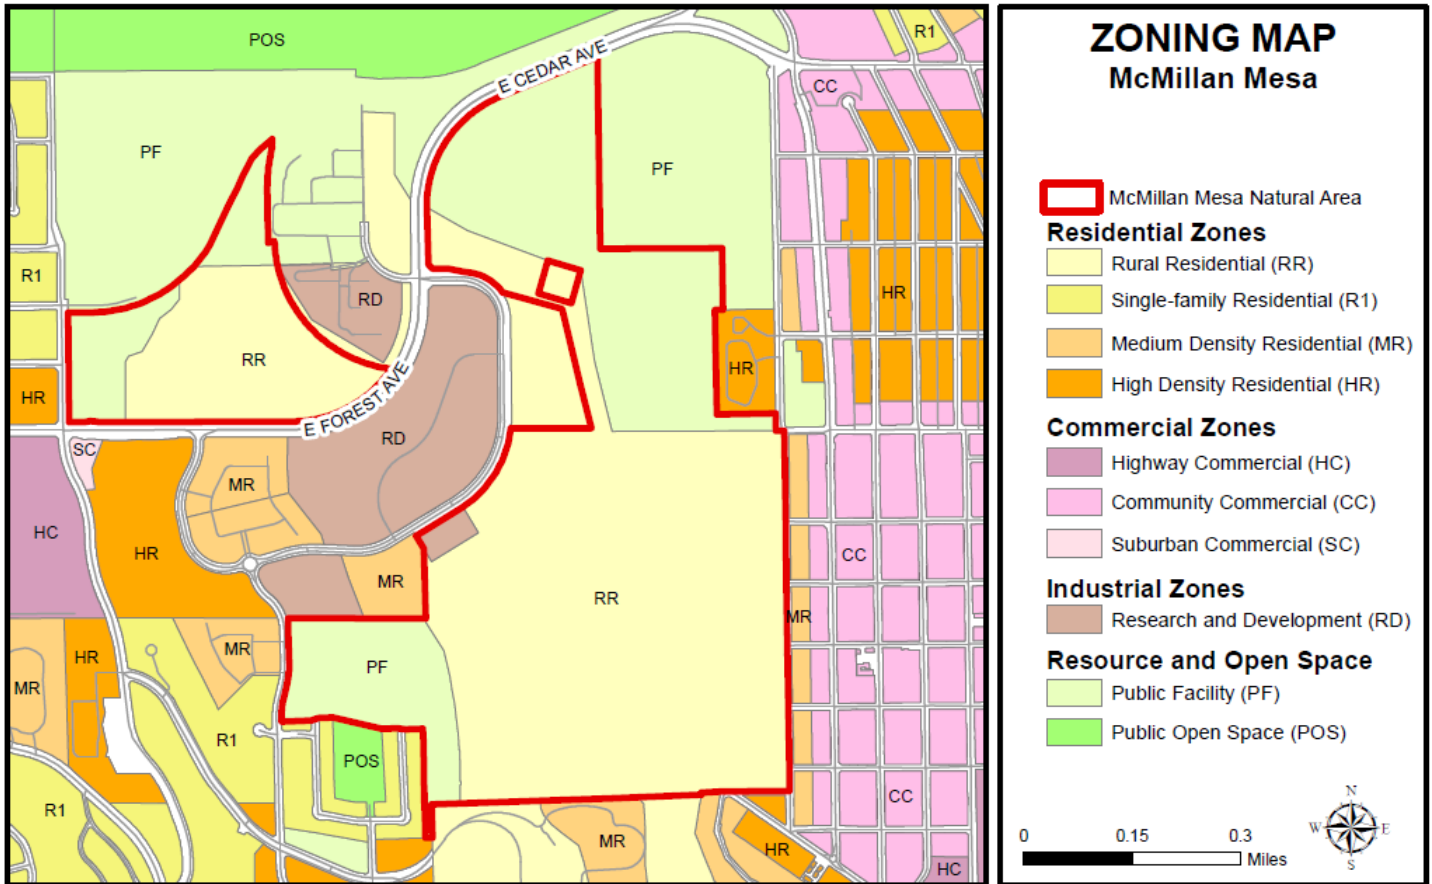 POS
E CEDAR AVE
R1
CC
PF
PF
HR
R1
RD
RR
HR
HR
E FOREST AVE
RD
SC
MR
HC
HR
CC
MR
RR
MR
HR
MR
PF
MR
R1
POS
R1
CC
MR
HR
HC
ZONING MAP
McMillan Mesa
McMillan Mesa Natural Area
Residential Zones
Rural Residential (RR)
Single-family Residential (R1)
Medium Density Residential (MR)
High Density Residential (HR)
Commercial Zones
Highway Commercial (HC)
Community Commercial (CC)
Suburban Commercial (SC)
Industrial Zones
Research and Development (RD)
Resource and Open Space
Public Facility (PF)
Public Open Space (POS)
N
W E
S
0 0.15 0.3
Miles